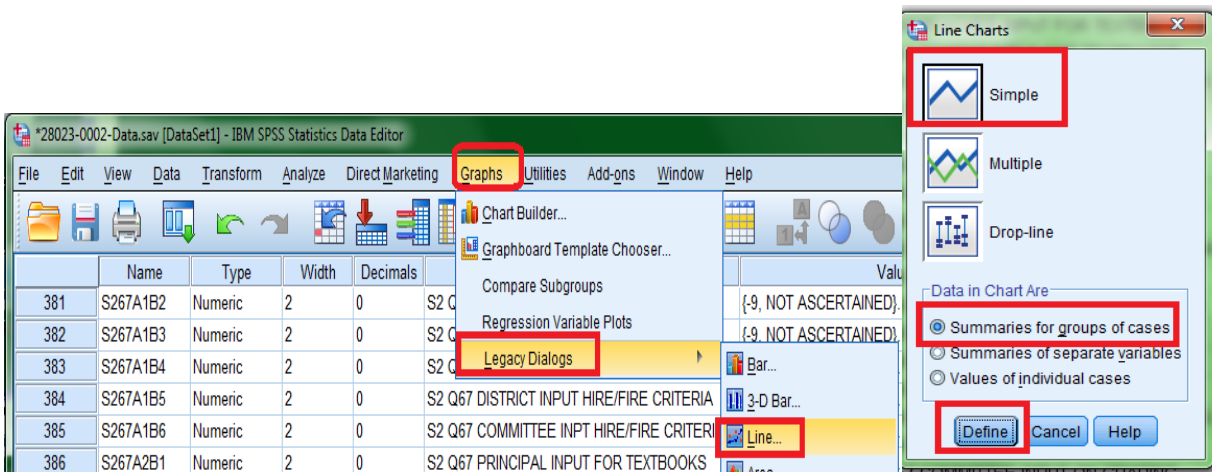 Line Charts
X
Simple
Multiple
Drop-line
Data in Chart Are
Summaries for groups of cases
Summaries of separate variables
Values of individual cases
Define Cancel Help
*28023-0002-Data.sav [DataSet1] - IBM SPSS Statistics Data Editor
File Edit View Data Transform Analyze Direct Marketing Graphs Utilities Add-ons Window Help
Chart Builder...
Graphboard Template Chooser...
Compare Subgroups
Regression Variable Plots
Legacy Dialogs
Bar...
3-D Bar...
Line...
Name Type Width Decimals Valu
381 S267A1B2 Numeric 2 0 S2 Q {-9, NOT ASCERTAINED}.
382 S267A1B3 Numeric 2 0 S2 Q {-9, NOT ASCERTAINED}.
383 S267A1B4 Numeric 2 0 S2 Q
384 S267A1B5 Numeric 2 0 S2 Q67 DISTRICT INPUT HIRE/FIRE CRITERIA
385 S267A1B6 Numeric 2 0 S2 Q67 COMMITTEE INPT HIRE/FIRE CRITERI
386 S267A2B1 Numeric 2 0 S2 Q67 PRINCIPAL INPUT FOR TEXTBOOKS